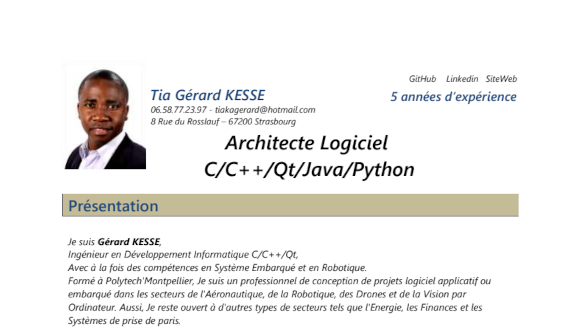 GitHub Linkedin SiteWeb
Tia Gérard KESSE
5 années d'expérience
06.58.77.23.97 - tiakagerard@hotmail.com
8 Rue du Rosslauf – 67200 Strasbourg
Architecte Logiciel
C/C++/Qt/Java/Python
Présentation
Je suis Gérard KESSE,
Ingénieur en Développement Informatique C/C++/Qt,
Avec à la fois des compétences en Système Embarqué et en Robotique.
Formé à Polytech'Montpellier, Je suis un professionnel de conception de projets logiciel applicatif ou
embarqué dans les secteurs de l'Aéronautique, de la Robotique, des Drones et de la Vision par
Ordinateur. Aussi, Je reste ouvert à d'autres types de secteurs tels que l'Energie, les Finances et les
Systèmes de prise de paris.